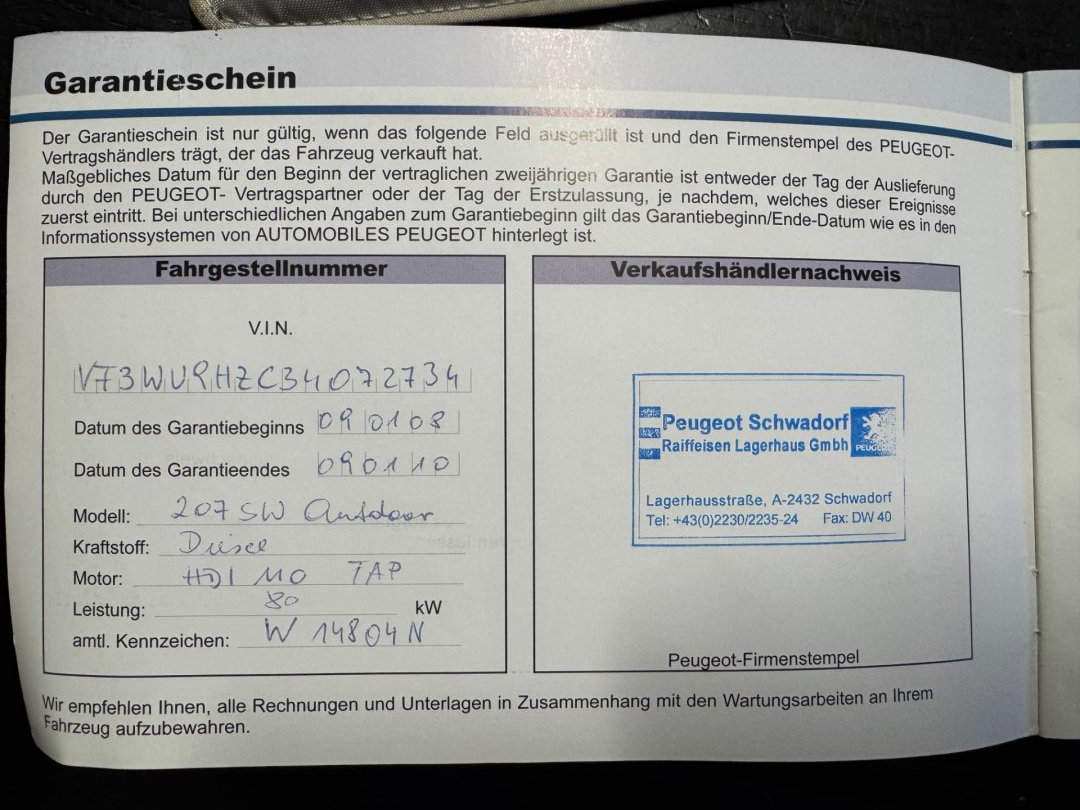 Garantieschein
Der Garantieschein ist nur gültig, wenn das folgende Feld ausgefüllt ist und den Firmenstempel des PEUGEOT-
Vertragshändlers trägt, der das Fahrzeug verkauft hat.
Maßgebliches Datum für den Beginn der vertraglichen zweijährigen Garantie ist entweder der Tag der Auslieferung
durch den PEUGEOT- Vertragspartner oder der Tag der Erstzulassung, je nachdem, welches dieser Ereignisse
zuerst eintritt. Bei unterschiedlichen Angaben zum Garantiebeginn gilt das Garantiebeginn/Ende-Datum wie es in den
Informationssystemen von AUTOMOBILES PEUGEOT hinterlegt ist.
Fahrgestellnummer
V.I.N.
VF3WU9HZC34072734
Datum des Garantiebeginns 090108
Datum des Garantieendes 090110
Modell: 207 SW Outdoor
Kraftstoff: Diesel
Motor: HDI 110 FAP
Leistung: 80 kW
amtl. Kennzeichen: W 14804N
Verkaufshändlernachweis
Peugeot Schwadorf
Raiffeisen Lagerhaus Gmbh
PEUGEOT
Lagerhausstraße, A-2432 Schwadorf
Tel: +43(0)2230/2235-24 Fax: DW 40
Peugeot-Firmenstempel
Wir empfehlen Ihnen, alle Rechnungen und Unterlagen in Zusammenhang mit den Wartungsarbeiten an Ihrem
Fahrzeug aufzubewahren.